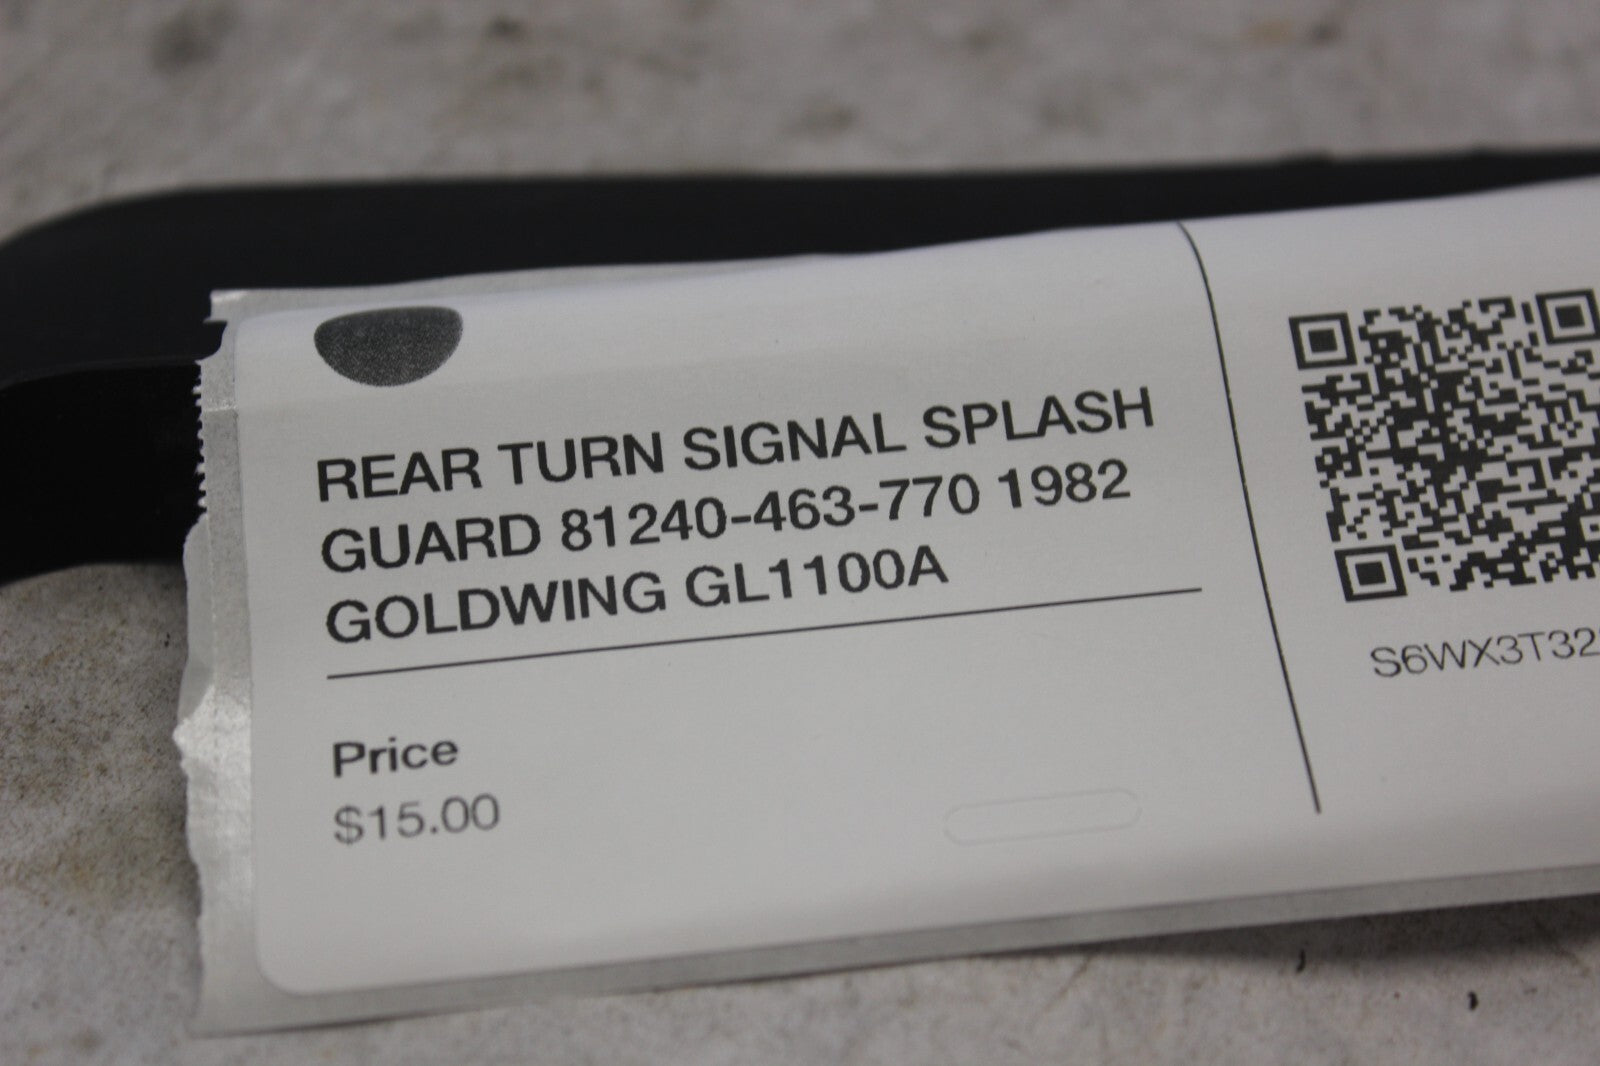 REAR TURN SIGNAL SPLASH
GUARD 81240-463-770 1982
GOLDWING GL1100A
Price
$15.00
S6WX3T32